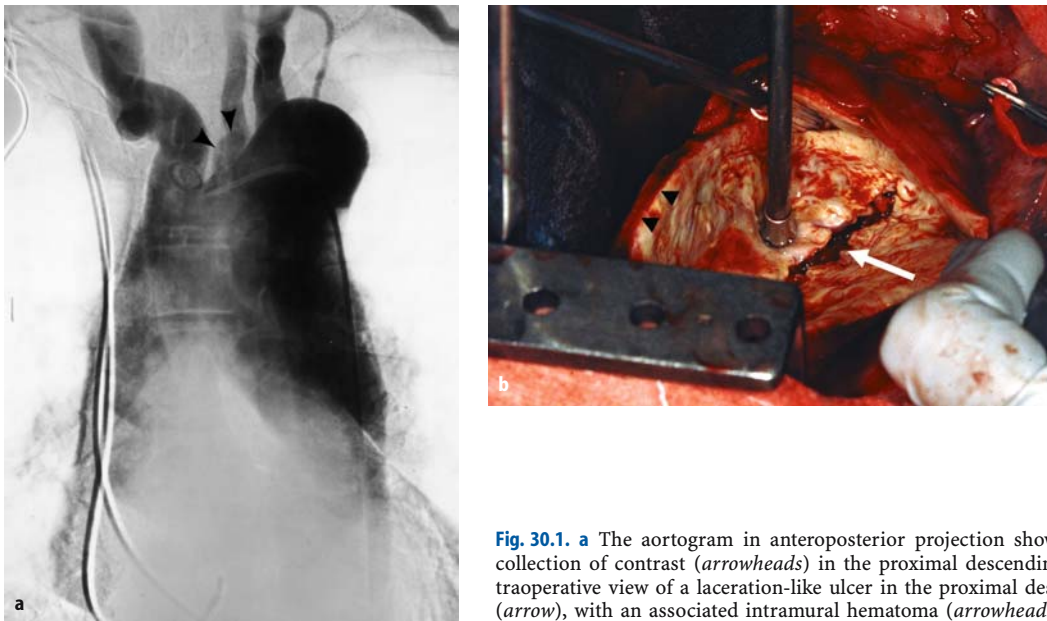 a
b
Fig. 30.1. a The aortogram in anteroposterior projection show
collection of contrast (arrowheads) in the proximal descendin
traoperative view of a laceration-like ulcer in the proximal des
(arrow), with an associated intramural hematoma (arrowhead